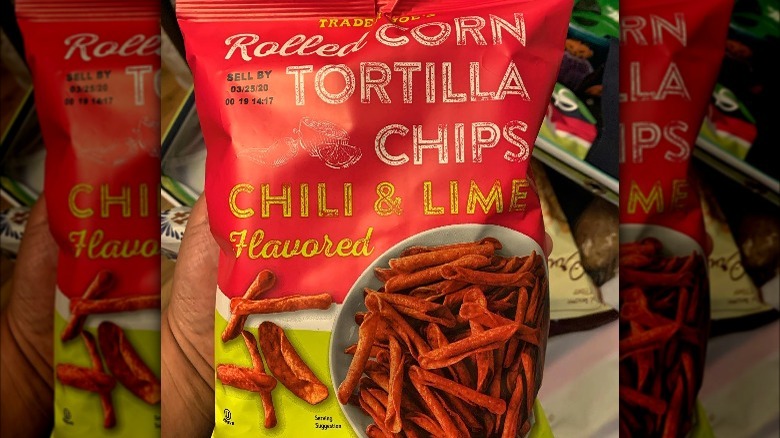 TRADER JOE'S
Rolled CORN
TORTILLA
CHIPS
SELL BY
03/25/20
00 19 14:17
CHILI & LIME
Flavored
Serving
Suggestion